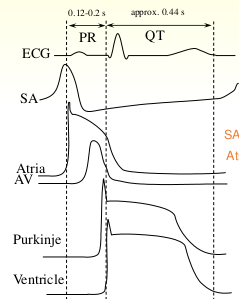 0.12-0.2 s approx. 0.44 s
PR QT
ECG
SA
SA
At
Atria
AV
Purkinje
Ventricle